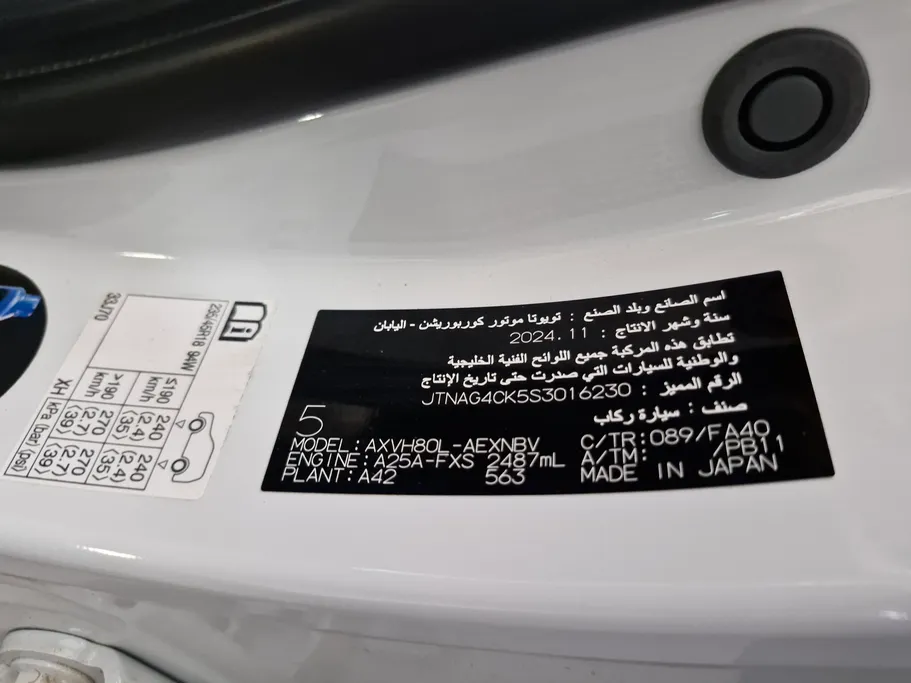 اسم الصانع وبلد الصنع : تويوتا موتور كوربوريشن - اليابان
سنة وشهر الانتاج : 2024.11
تطابق هذه المركبة جميع اللوائح الفنية الخليجية
والوطنية للسيارات التي صدرت حتى تاريخ الإنتاج
الرقم المميز : JTNAG4CK5S3016230
صنف : سيارة ركاب
5
MODEL:AXVH80L-AEXNBV C/TR:089/FA40
ENGINE:A25A-FXS 2487mL A/TM: /PB11
PLANT:A42 563 MADE IN JAPAN
33J70
235/45R18 94W
≤190 km/h 240 (2.4) (35) 240 (2.4) (35)
>190 km/h 270 (2.7) (39) 270 (2.7) (39)
XH kPa (bar) (psi)